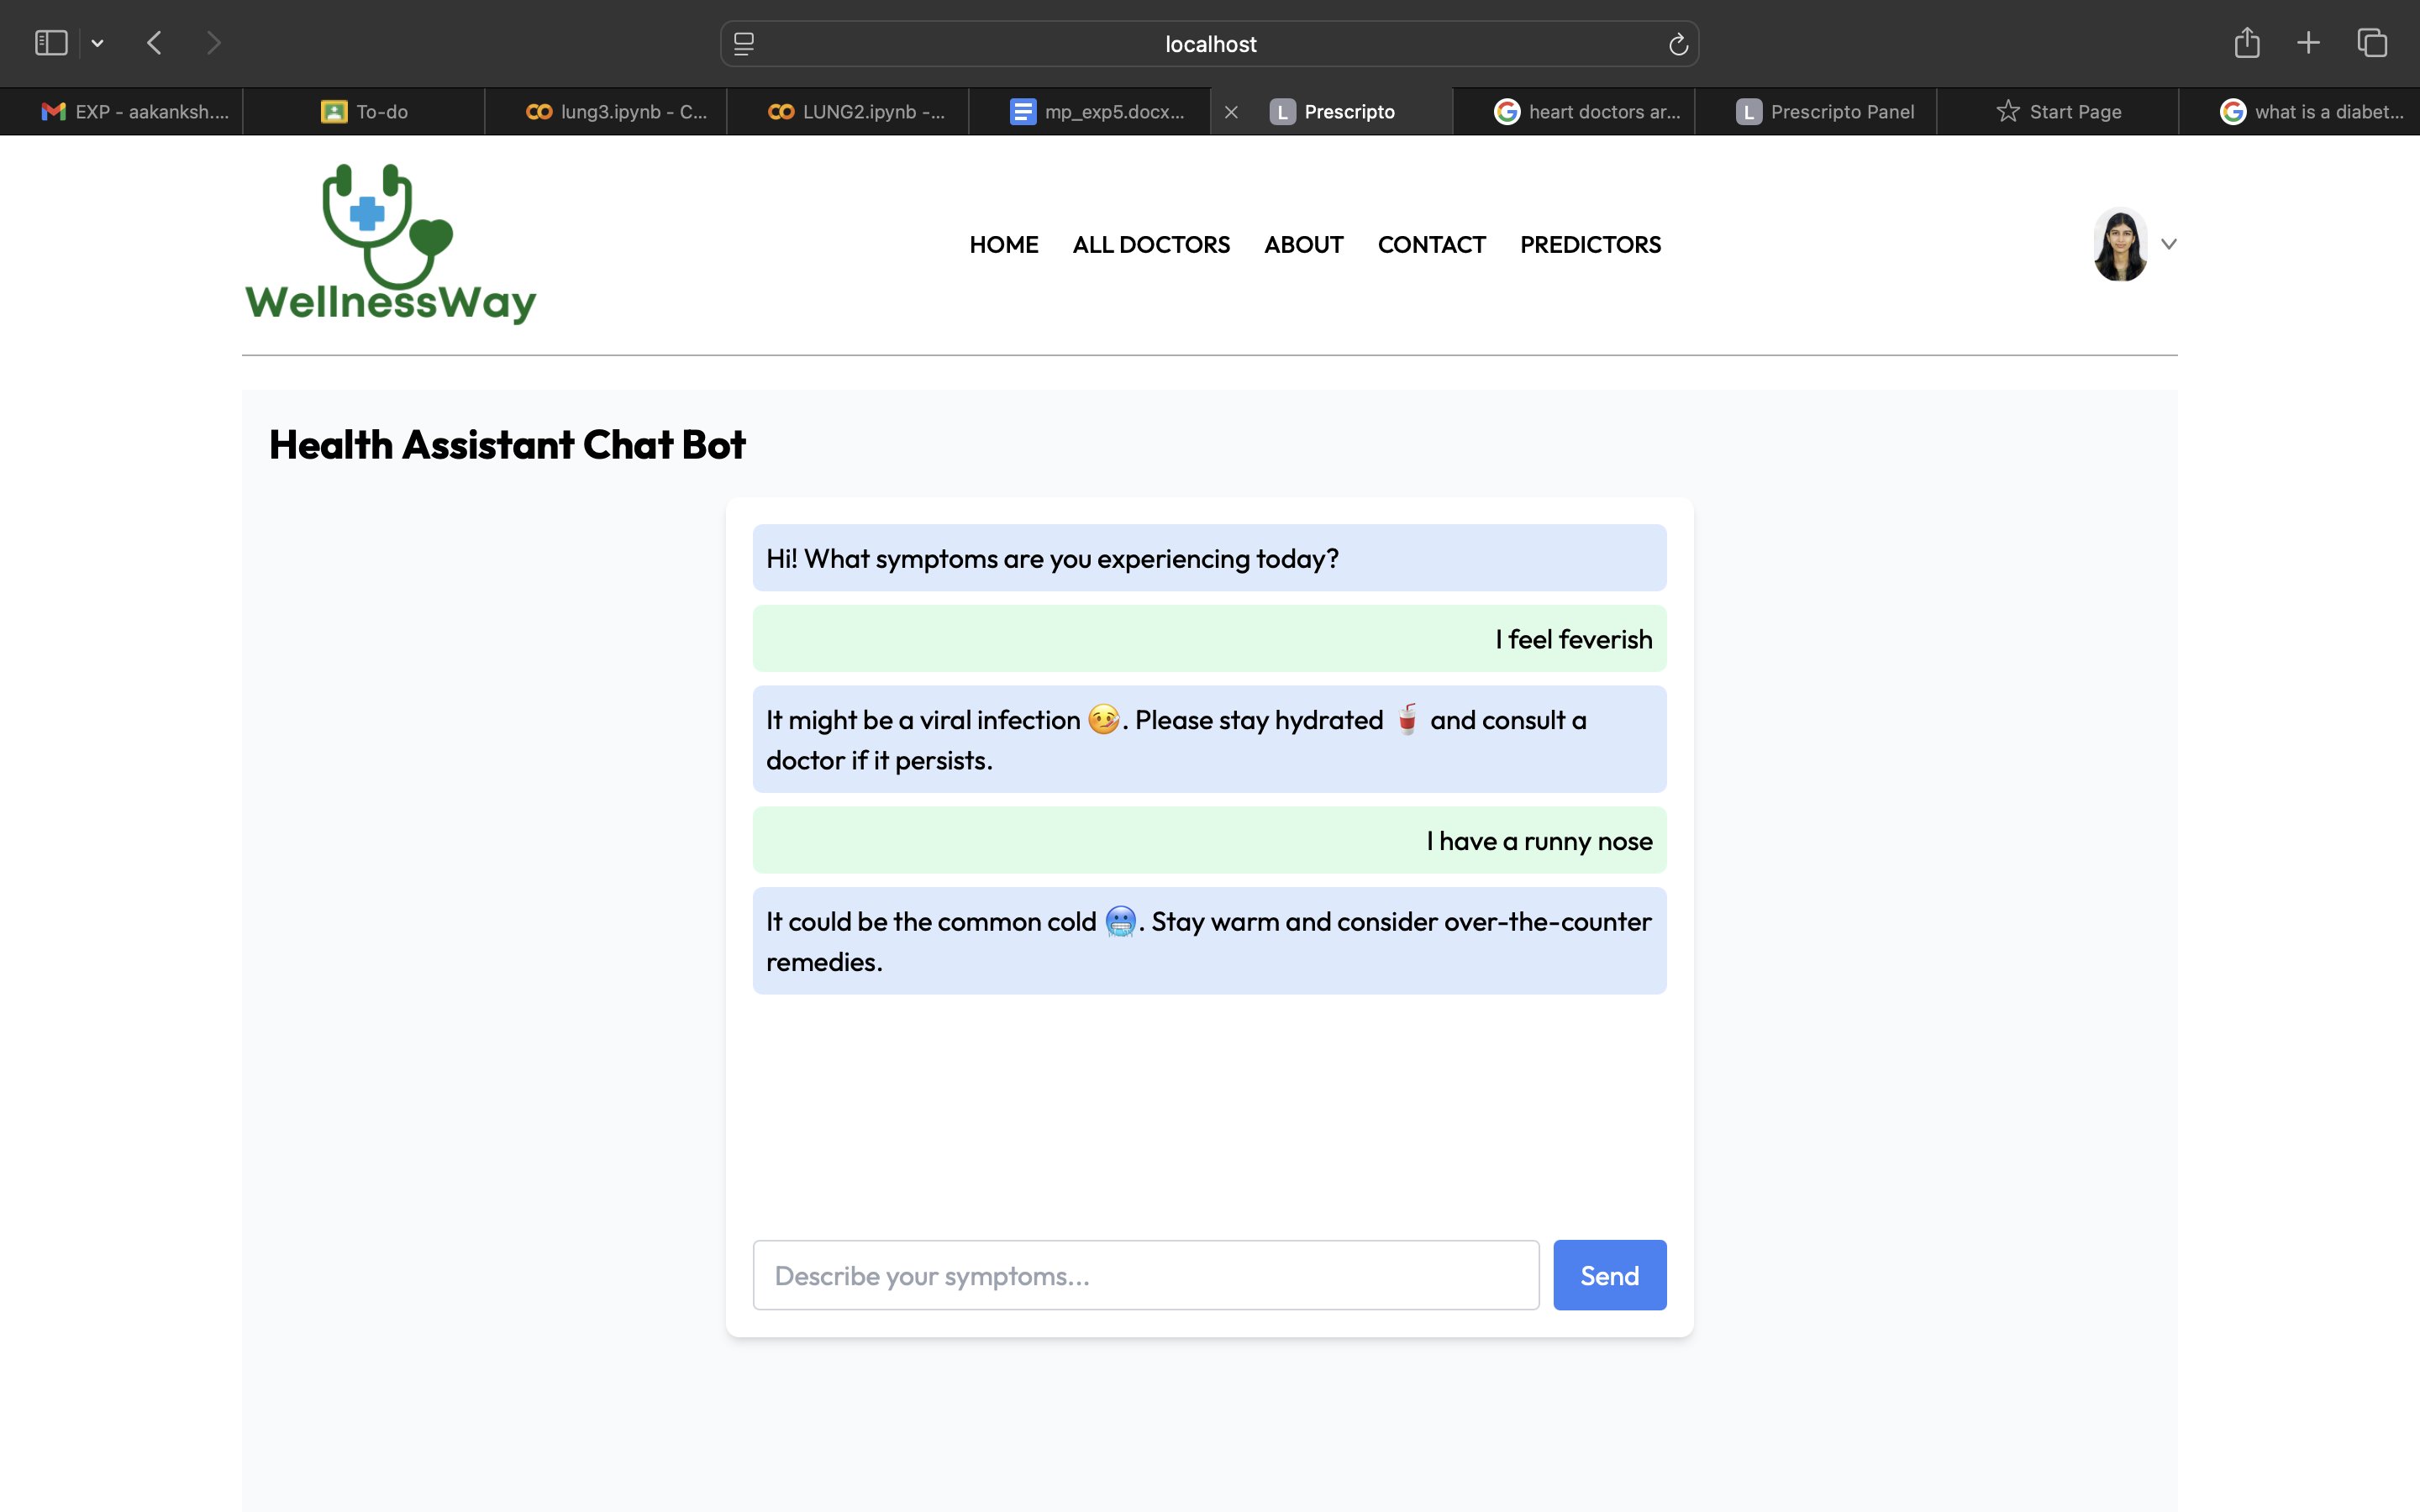 localhost
EXP - aakanksh....
To-do
lung3.ipynb - C...
LUNG2.ipynb -...
mp_exp5.docx...
L Prescripto
heart doctors ar...
L Prescripto Panel
Start Page
what is a diabet...
WellnessWay
HOME ALL DOCTORS ABOUT CONTACT PREDICTORS
Health Assistant Chat Bot
Hi! What symptoms are you experiencing today?
I feel feverish
It might be a viral infection 🤒. Please stay hydrated 🥤 and consult a
doctor if it persists.
I have a runny nose
It could be the common cold 🥶. Stay warm and consider over-the-counter
remedies.
Describe your symptoms...
Send